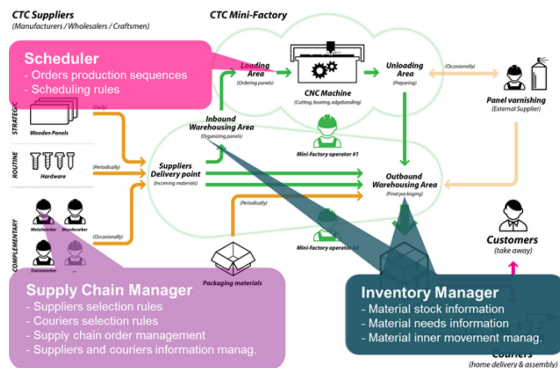 CTC Suppliers
(Manufacturers / Wholesalers / Craftsmen)
CTC Mini-Factory
Scheduler
- Orders production sequences
- Scheduling rules
Loading
Area
(Ordering panels)
CNC Machine
(Cutting, boaring, edgebanding)
Unloading
Area
(Preparing)
(Occasionally)
Panel varnishing
(External Supplier)
STRATEGIC
(Daily)
Wooden Panels
Inbound
Warehousing Area
(Organizing panels)
Mini-factory operator #1
ROUTINE
Hardware
(Periodically)
Suppliers
Delivery point
(Incoming materials)
Outbound
Warehousing Area
(Final packaging)
(Periodically)
COMPLEMENTARY
Metalworker
Woodworker
(Occasionally)
Stoneworker
...
Packaging materials
Mini-factory operator #2
Customers
(take away)
Supply Chain Manager
- Suppliers selection rules
- Couriers selection rules
- Supply chain order management
- Suppliers and couriers information manag.
Inventory Manager
- Material stock information
- Material needs information
- Material inner movement manag.
Couriers
(home delivery & assembly)